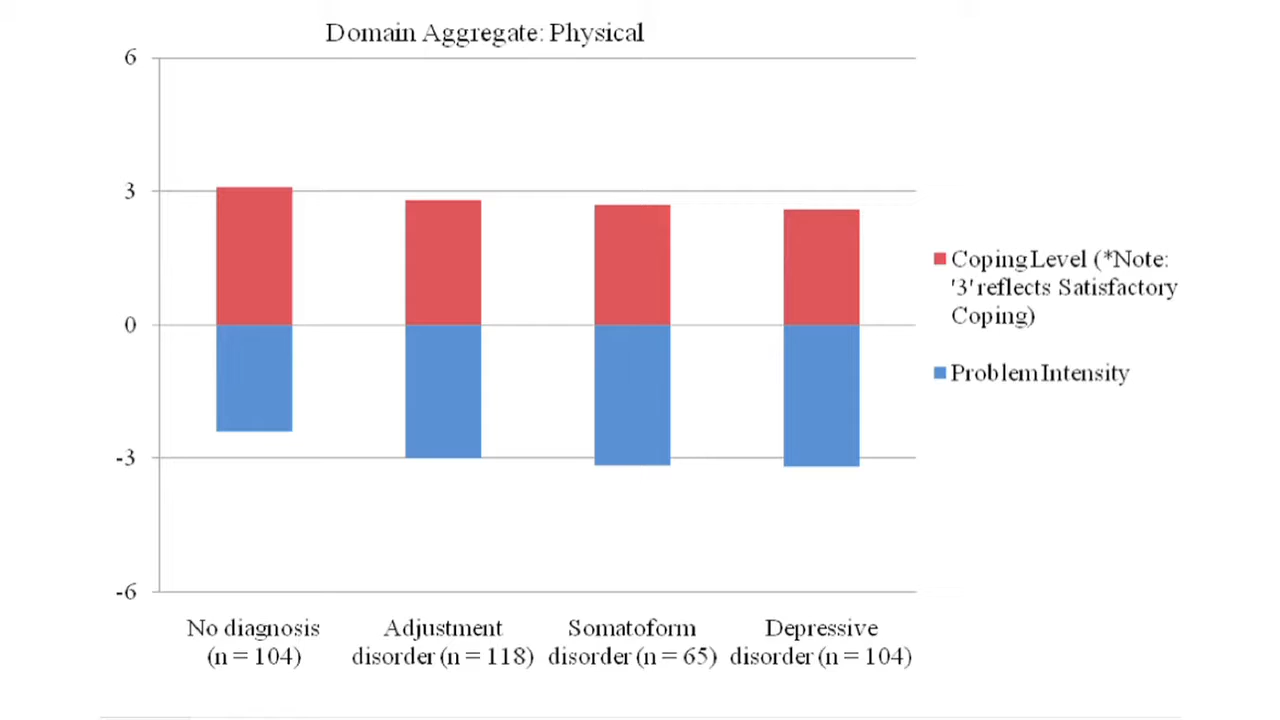 Domain Aggregate: Physical
6
3
0
-3
-6
No diagnosis
(n = 104)
Adjustment
disorder (n = 118)
Somatoform
disorder (n = 65)
Depressive
disorder (n = 104)
Coping Level (*Note:
'3' reflects Satisfactory
Coping)
Problem Intensity